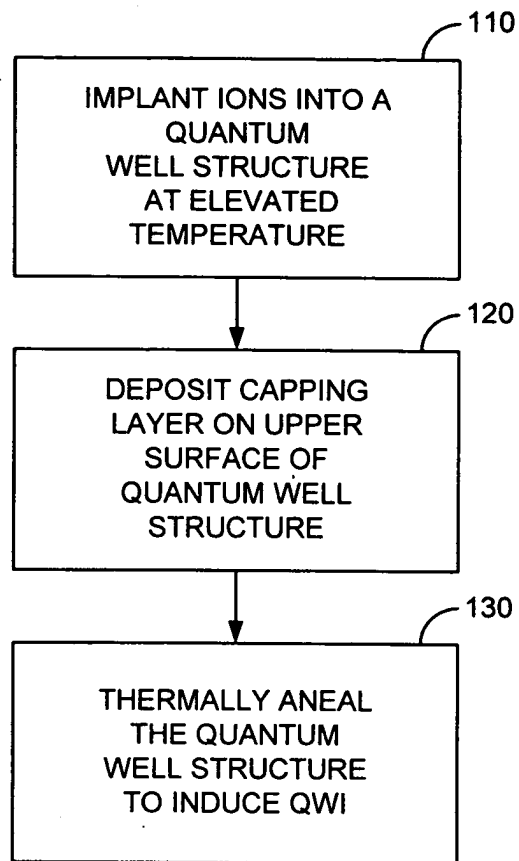 110
IMPLANT IONS INTO A
QUANTUM
WELL STRUCTURE
AT ELEVATED
TEMPERATURE
120
DEPOSIT CAPPING
LAYER ON UPPER
SURFACE OF
QUANTUM WELL
STRUCTURE
130
THERMALLY ANEAL
THE QUANTUM
WELL STRUCTURE
TO INDUCE QWI